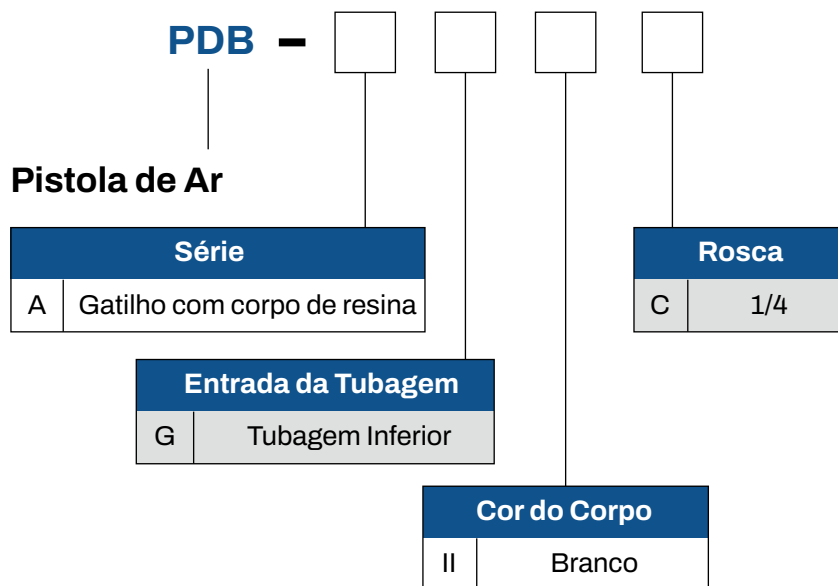 PDB -
Pistola de Ar
Série
A Gatilho com corpo de resina
Rosca
C 1/4
Entrada da Tubagem
G Tubagem Inferior
Cor do Corpo
II Branco